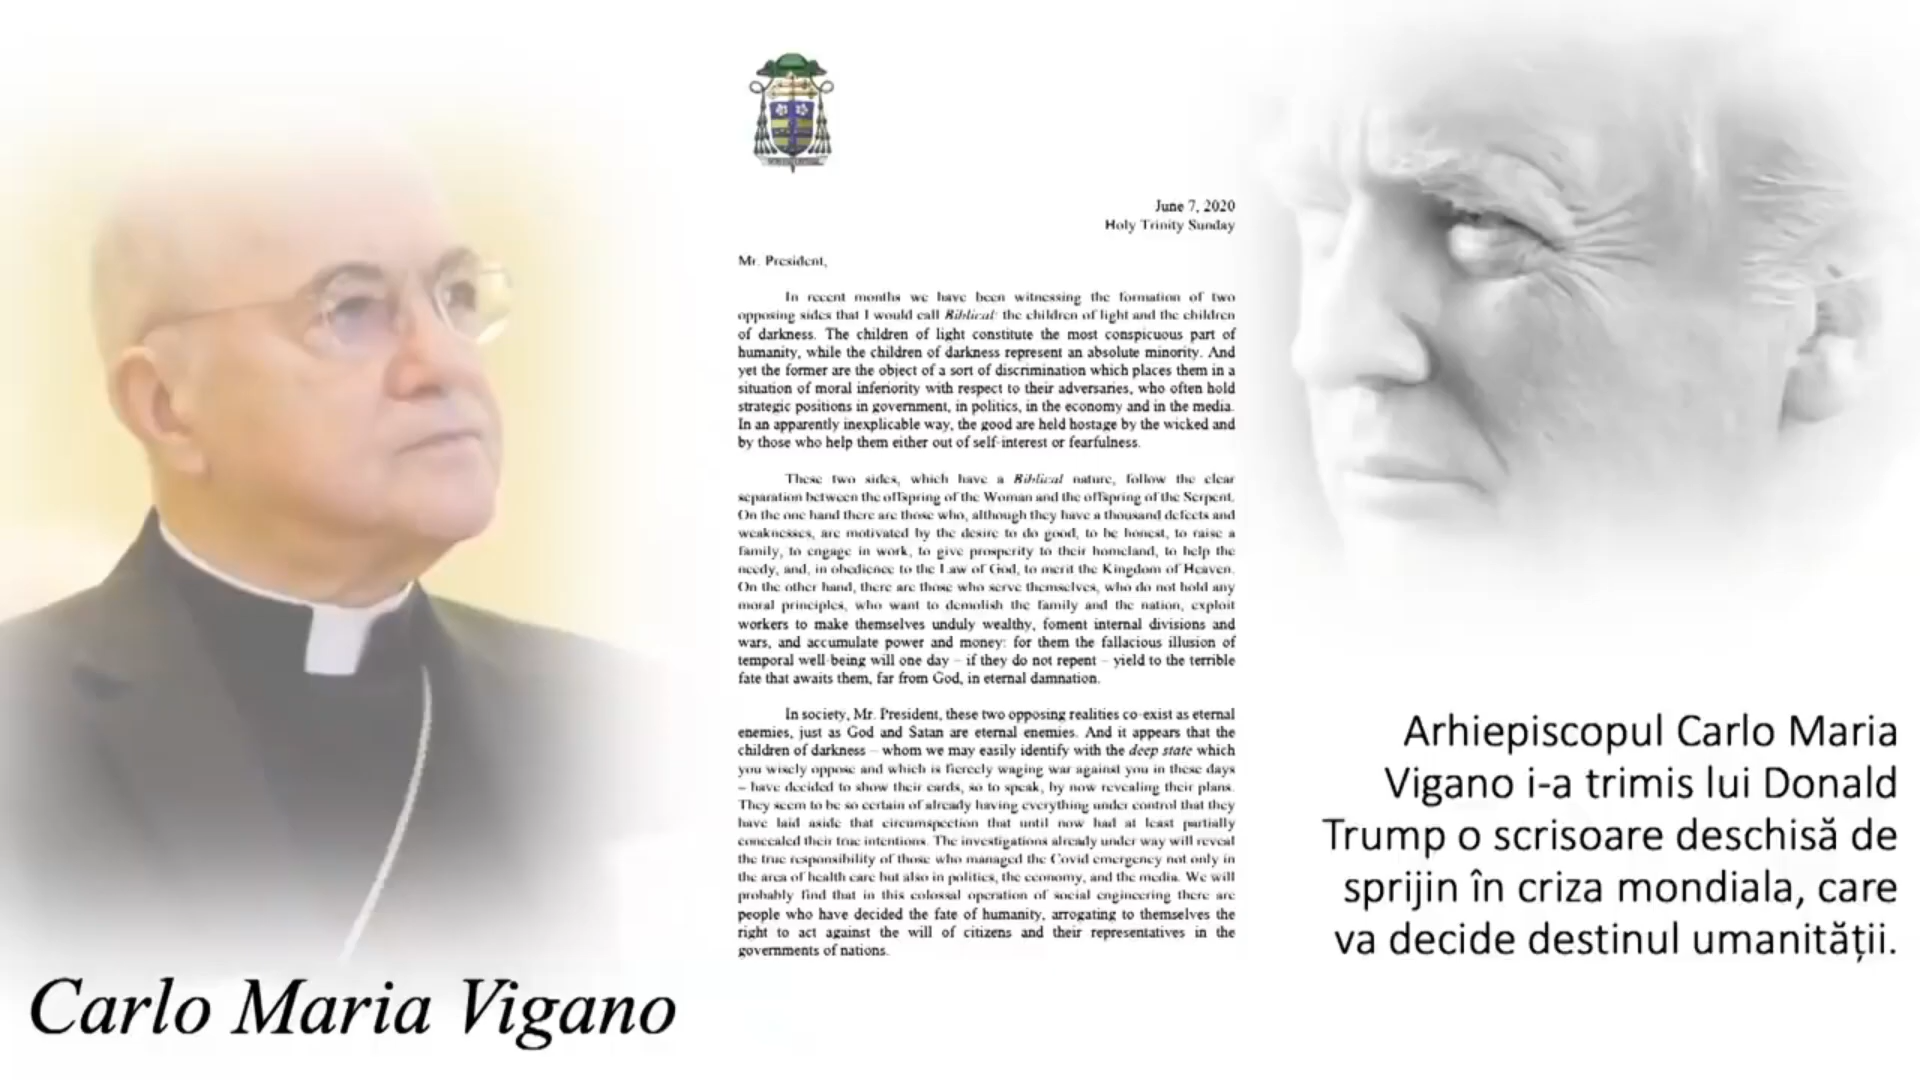 June 7, 2020
Holy Trinity Sunday
Mr. President,
In recent months we have been witnessing the formation of two
opposing sides that I would call Biblical: the children of light and the children
of darkness. The children of light constitute the most conspicuous part of
humanity, while the children of darkness represent an absolute minority. And
yet the former are the object of a sort of discrimination which places them in a
situation of moral inferiority with respect to their adversaries, who often hold
strategic positions in government, in politics, in the economy and in the media.
In an apparently inexplicable way, the good are held hostage by the wicked and
by those who help them either out of self-interest or fearfulness.
These two sides, which have a Biblical nature, follow the clear
separation between the offspring of the Woman and the offspring of the Serpent.
On the one hand there are those who, although they have a thousand defects and
weaknesses, are motivated by the desire to do good, to be honest, to raise a
family, to engage in work, to give prosperity to their homeland, to help the
needy, and, in obedience to the Law of God, to merit the Kingdom of Heaven.
On the other hand, there are those who serve themselves, who do not hold any
moral principles, who want to demolish the family and the nation, exploit
workers to make themselves unduly wealthy, foment internal divisions and
wars, and accumulate power and money: for them the fallacious illusion of
temporal well-being will one day – if they do not repent – yield to the terrible
fate that awaits them, far from God, in eternal damnation.
In society, Mr. President, these two opposing realities co-exist as eternal
enemies, just as God and Satan are eternal enemies. And it appears that the
children of darkness – whom we may easily identify with the deep state which
you wisely oppose and which is fiercely waging war against you in these days
– have decided to show their cards, so to speak, by now revealing their plans.
They seem to be so certain of already having everything under control that they
have laid aside that circumspection that until now had at least partially
concealed their true intentions. The investigations already under way will reveal
the true responsibility of those who managed the Covid emergency not only in
the area of health care but also in politics, the economy, and the media. We will
probably find that in this colossal operation of social engineering there are
people who have decided the fate of humanity, arrogating to themselves the
right to act against the will of citizens and their representatives in the
governments of nations.
Arhiepiscopul Carlo Maria
Vigano i-a trimis lui Donald
Trump o scrisoare deschisă de
sprijin în criza mondiala, care
va decide destinul umanității.
Carlo Maria Vigano